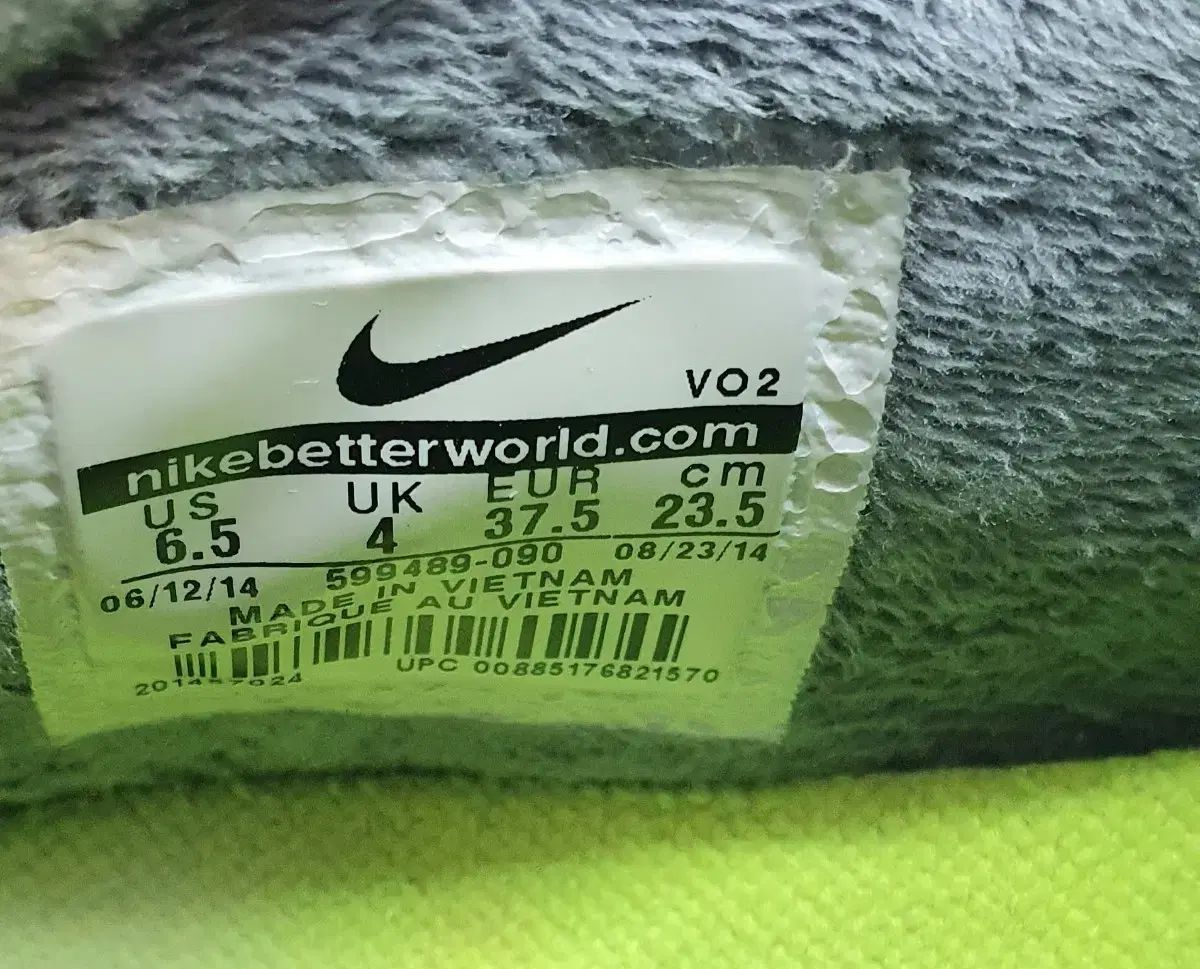 VO2
nikebetterworld.com
US UK EUR cm
6.5 4 37.5 23.5
06/12/14 599489-090 08/23/14
MADE IN VIETNAM
FABRIQUE AU VIETNAM
UPC 00885176821570